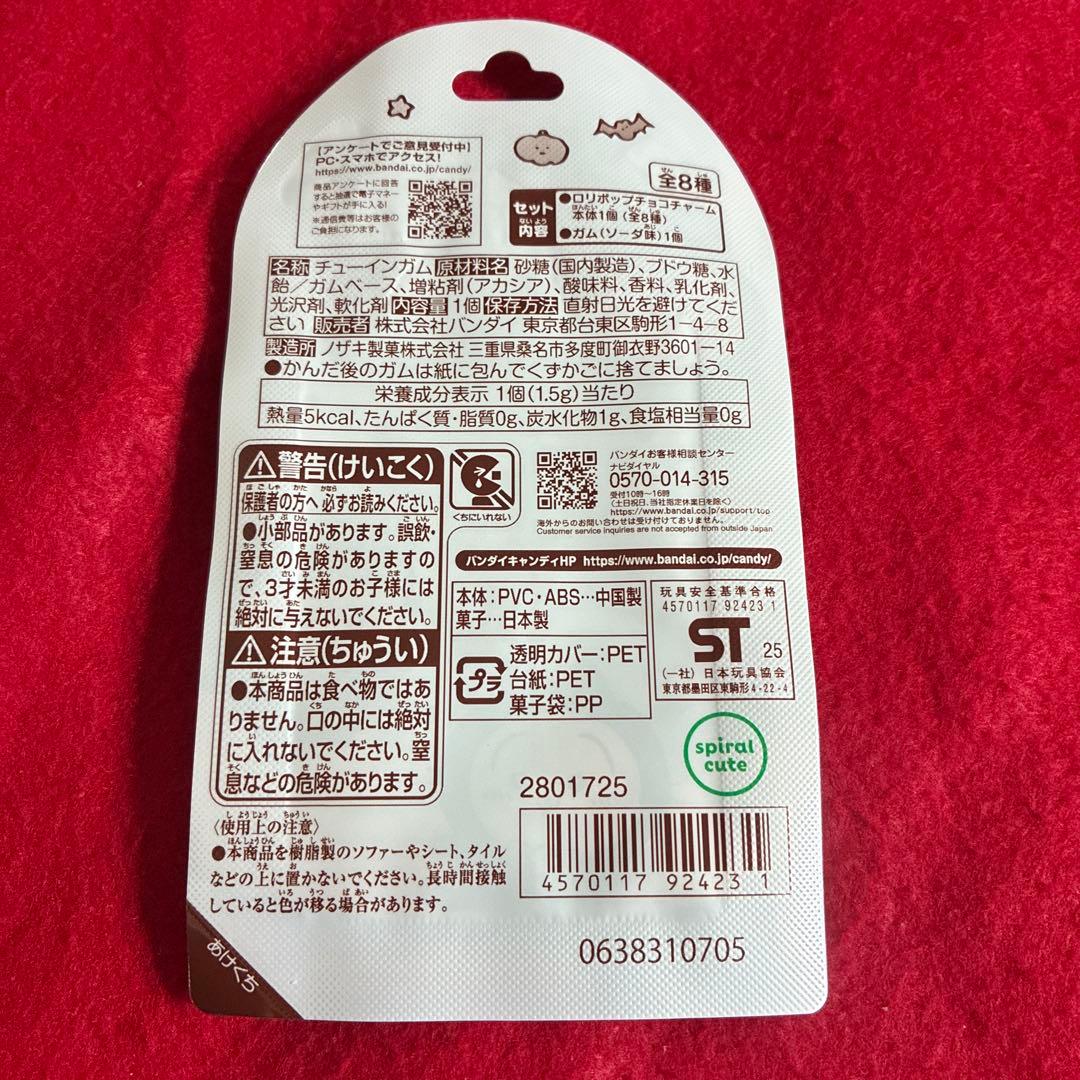 【アンケートでご意見受付中】
PC・スマホでアクセス!
https://www.bandai.co.jp/candy/
商品アンケートに回答
すると抽選で電子マネー
やギフトが手に入る!
※通信費等はお客様の
ご負担になります。
全8種
セット内容
●ロリポップチョコチャーム
本体1個(全8種)
●ガム(ソーダ味)1個
名称 チューインガム 原材料名 砂糖(国内製造)、ブドウ糖、水
飴/ガムベース、増粘剤(アカシア)、酸味料、香料、乳化剤、
光沢剤、軟化剤 内容量 1個 保存方法 直射日光を避けてくだ
さい 販売者 株式会社バンダイ 東京都台東区駒形1-4-8
製造所 ノザキ製菓株式会社 三重県桑名市多度町御衣野3601-14
●かんだ後のガムは紙に包んでくずかごに捨てましょう。
栄養成分表示 1個(1.5g)当たり
熱量5kcal、たんぱく質・脂質0g、炭水化物1g、食塩相当量0g
警告(けいこく)
保護者の方へ 必ずお読みください。
●小部品があります。誤飲・
窒息の危険がありますの
で、3才未満のお子様には
絶対に与えないでください。
注意(ちゅうい)
●本商品は食べ物ではあ
りません。口の中には絶対
に入れないでください。窒
息などの危険があります。
〈使用上の注意〉
●本商品を樹脂製のソファーやシート、タイル
などの上に置かないでください。長時間接触
していると色が移る場合があります。
あけくち
くちにいれない
バンダイお客様相談センター
ナビダイヤル
0570-014-315
受付10時〜16時
(土日祝日、当社指定休業日を除く)
https://www.bandai.co.jp/support/top
海外からのお問い合わせは受け付けておりません。
Customer service inquiries are not accepted from outside Japan
バンダイキャンディHP https://www.bandai.co.jp/candy/
本体:PVC・ABS…中国製
菓子…日本製
プラ
透明カバー:PET
台紙:PET
菓子袋:PP
玩具安全基準合格
4570117 92423 1
ST 25
(一社)日本玩具協会
東京都墨田区東駒形4-22-4
spiral
cute
2801725
4570117 924231
0638310705